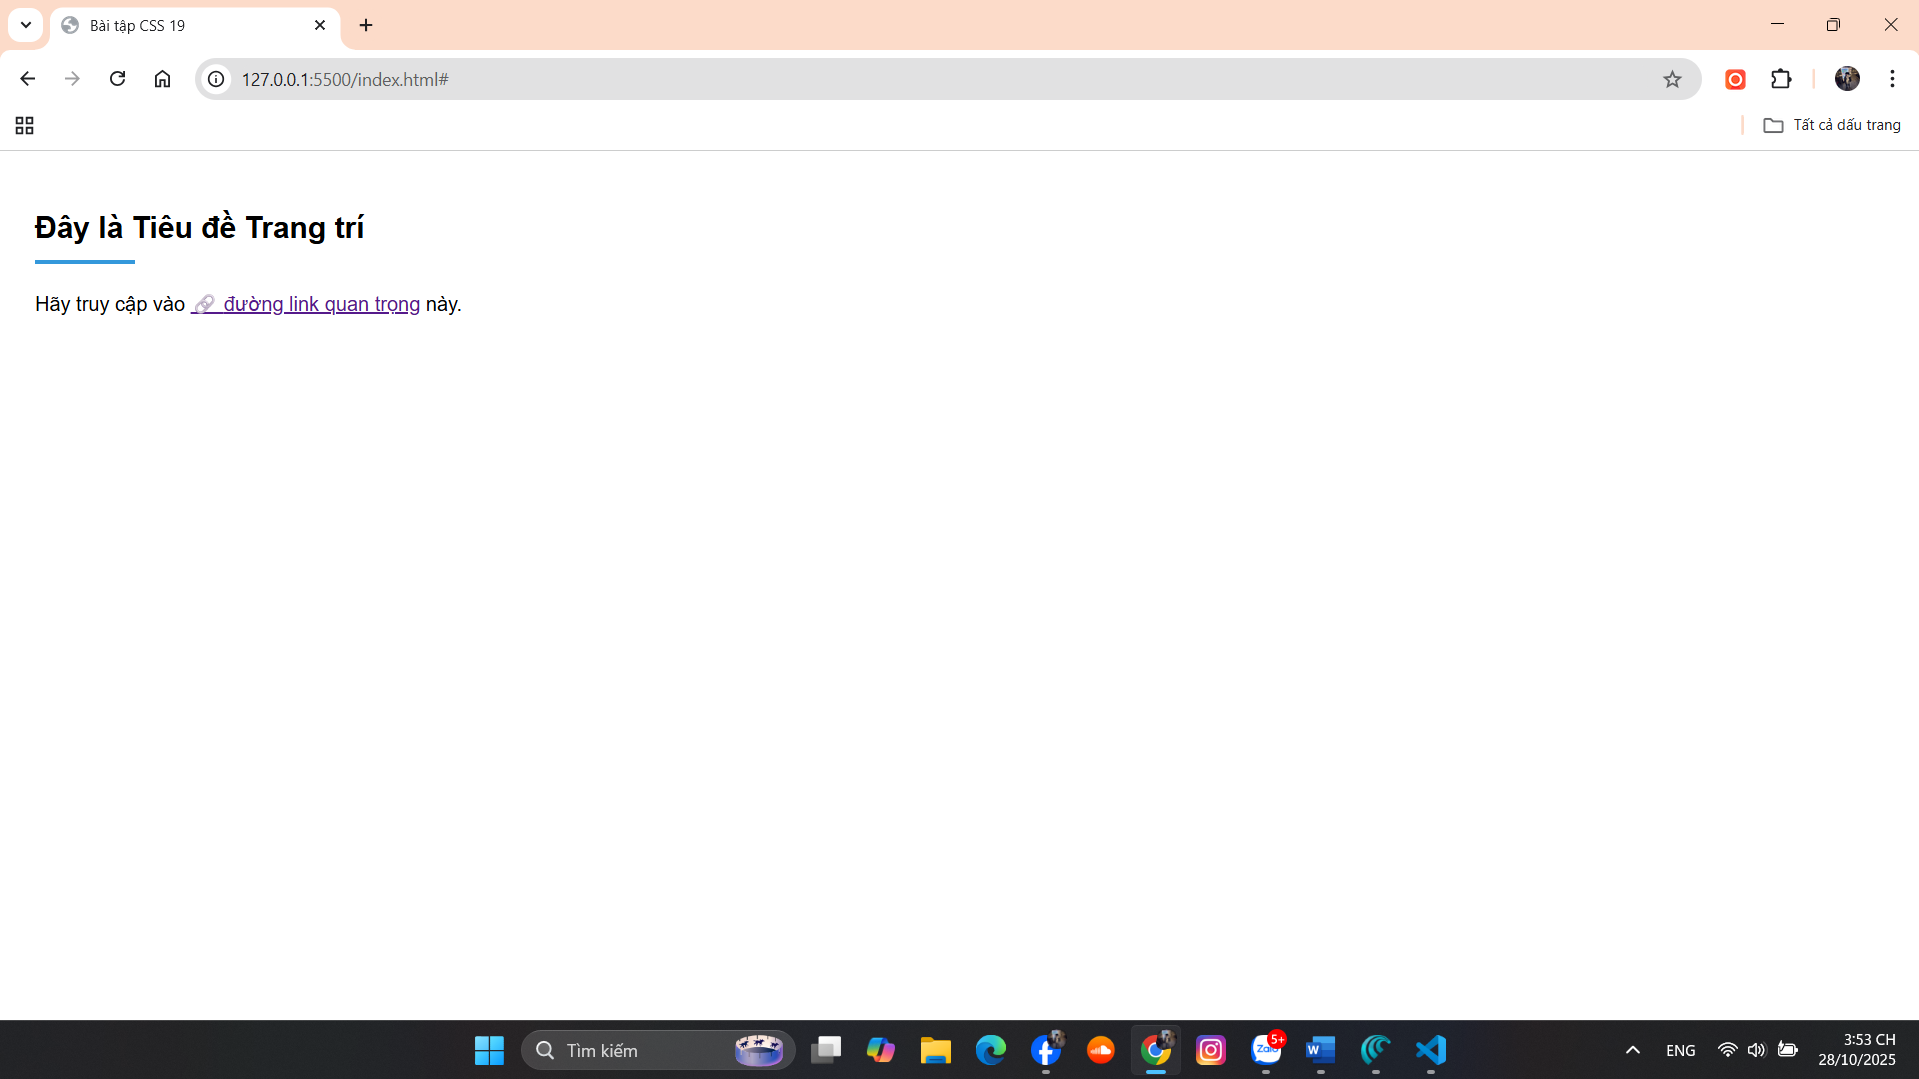 Bài tập CSS 19
127.0.0.1:5500/index.html#
Tất cả dấu trang
Đây là Tiêu đề Trang trí
Hãy truy cập vào 🔗 đường link quan trọng này.
Tìm kiếm
Zalo
5+
W
ENG
3:53 CH
28/10/2025